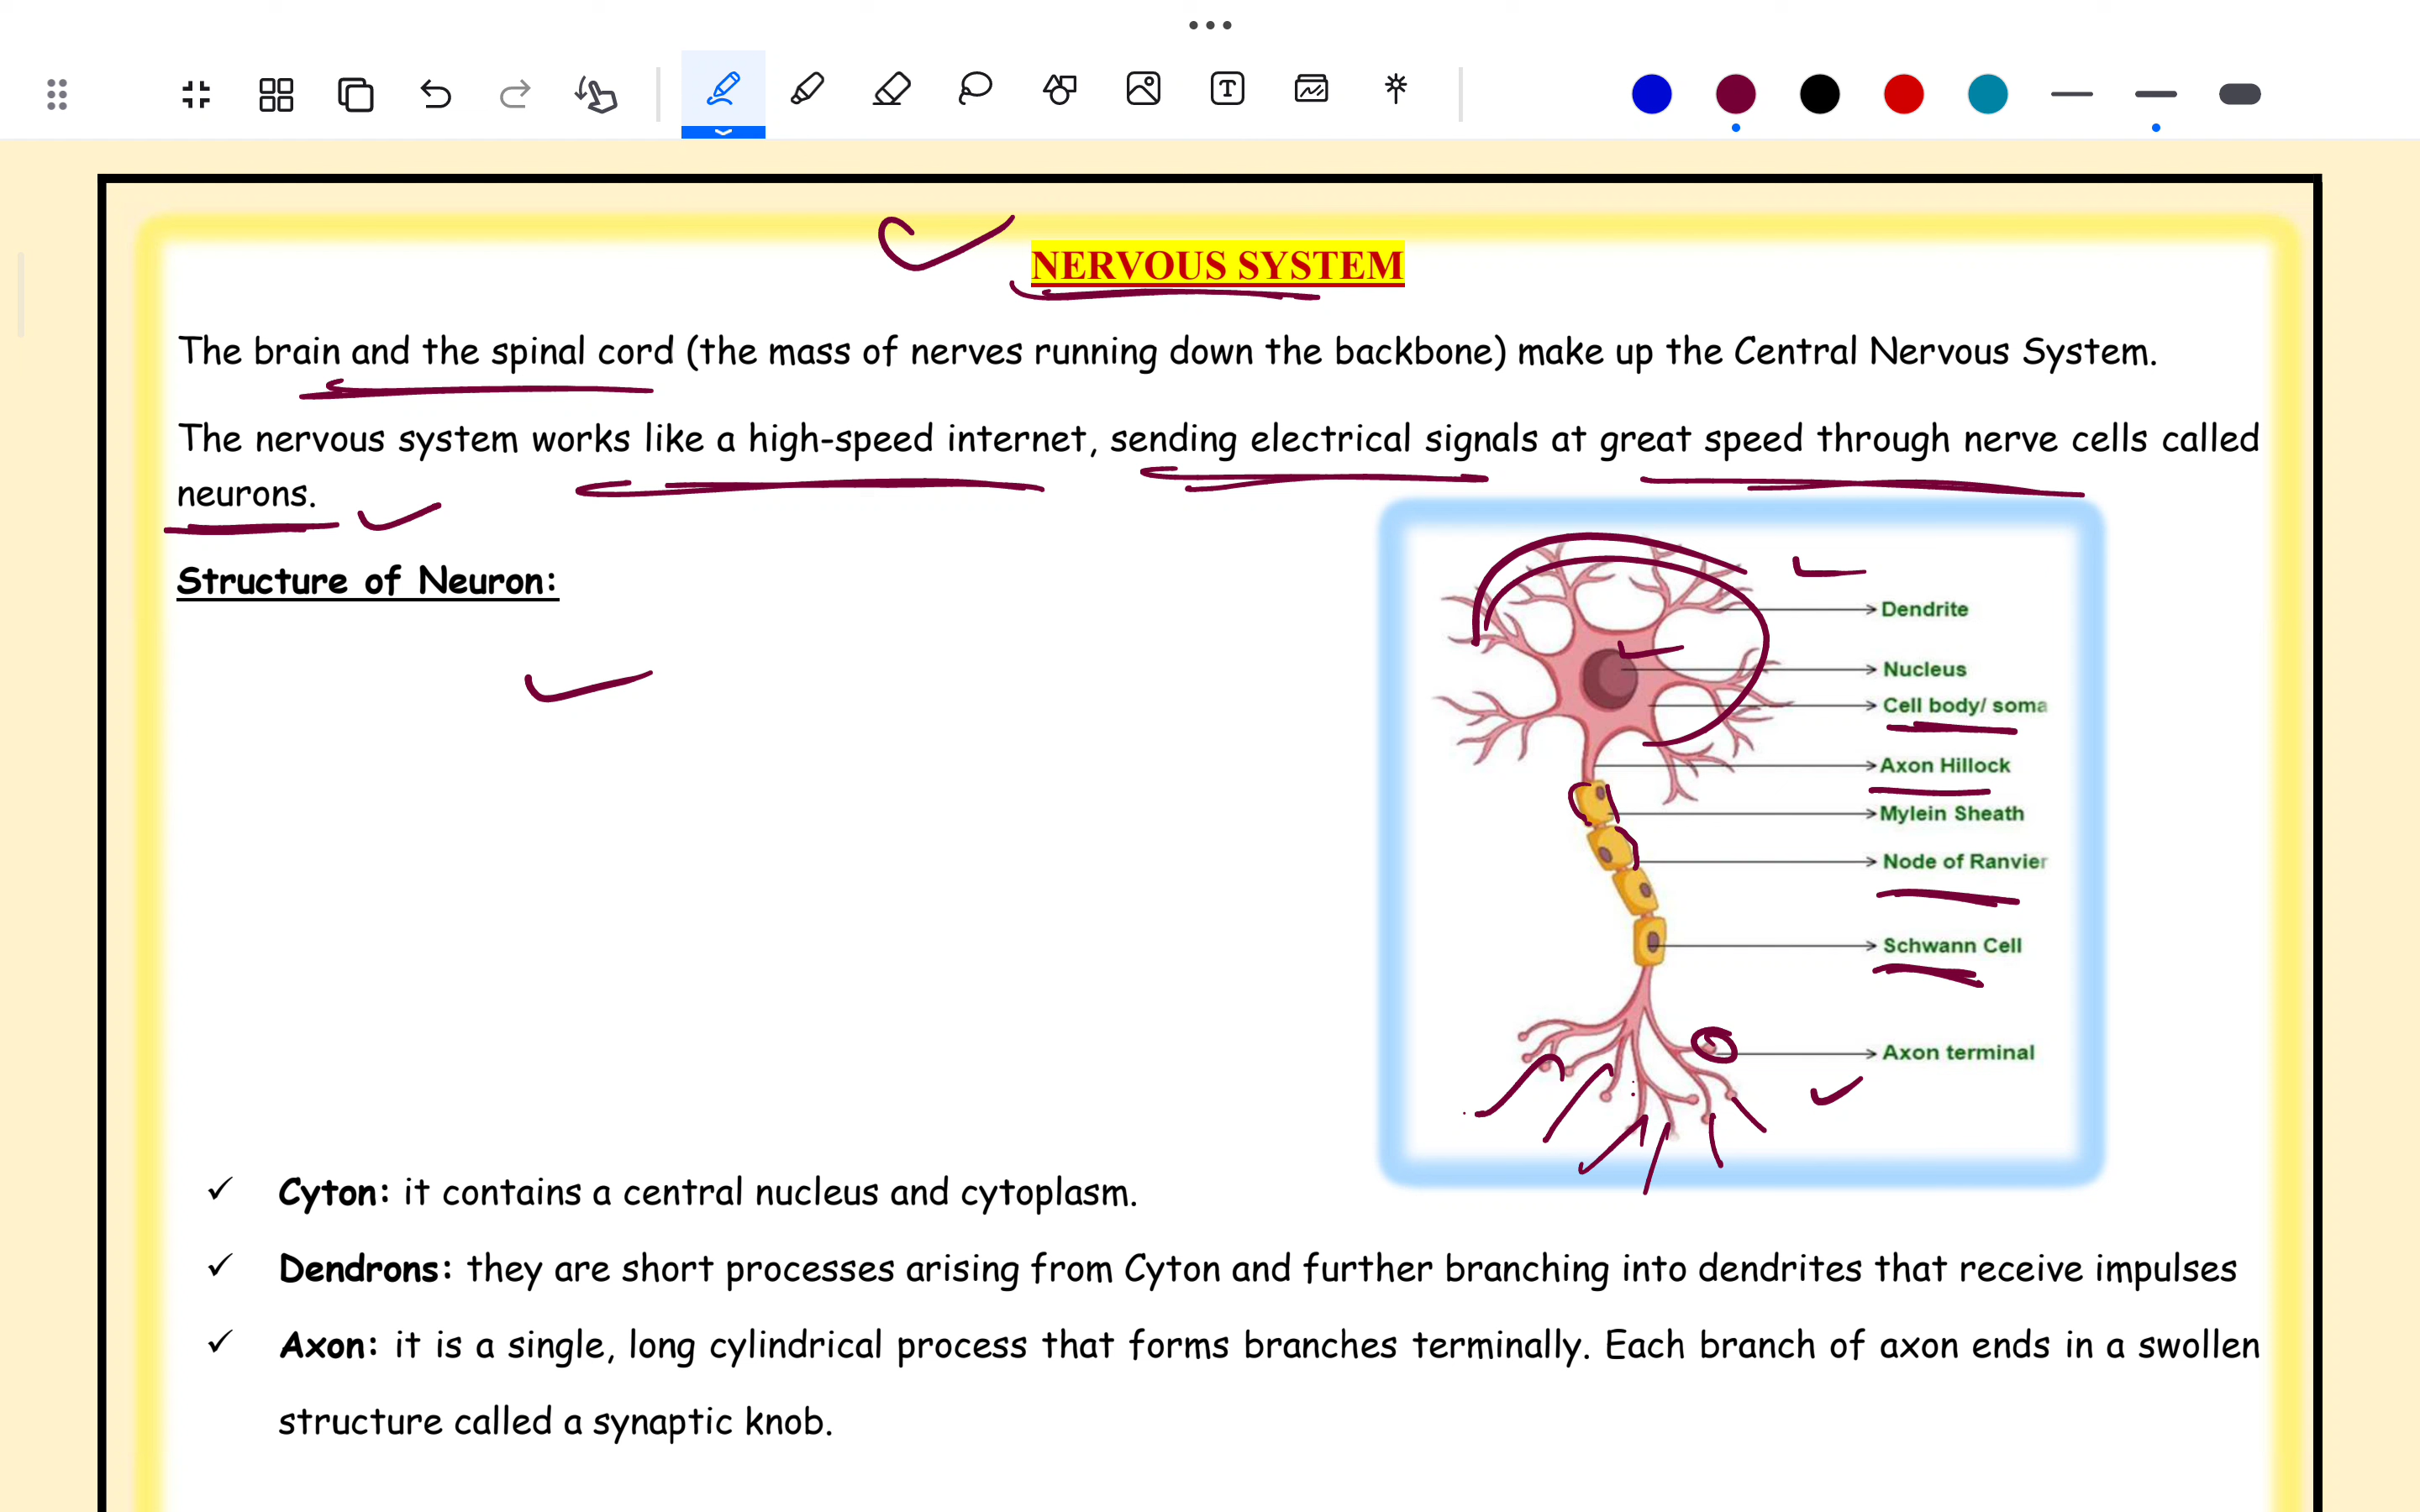 NERVOUS SYSTEM
The brain and the spinal cord (the mass of nerves running down the backbone) make up the Central Nervous System.
The nervous system works like a high-speed internet, sending electrical signals at great speed through nerve cells called
neurons.
Structure of Neuron:
Dendrite
Nucleus
Cell body/ soma
Axon Hillock
Mylein Sheath
Node of Ranvier
Schwann Cell
Axon terminal
✓ Cyton: it contains a central nucleus and cytoplasm.
✓ Dendrons: they are short processes arising from Cyton and further branching into dendrites that receive impulses
✓ Axon: it is a single, long cylindrical process that forms branches terminally. Each branch of axon ends in a swollen
structure called a synaptic knob.